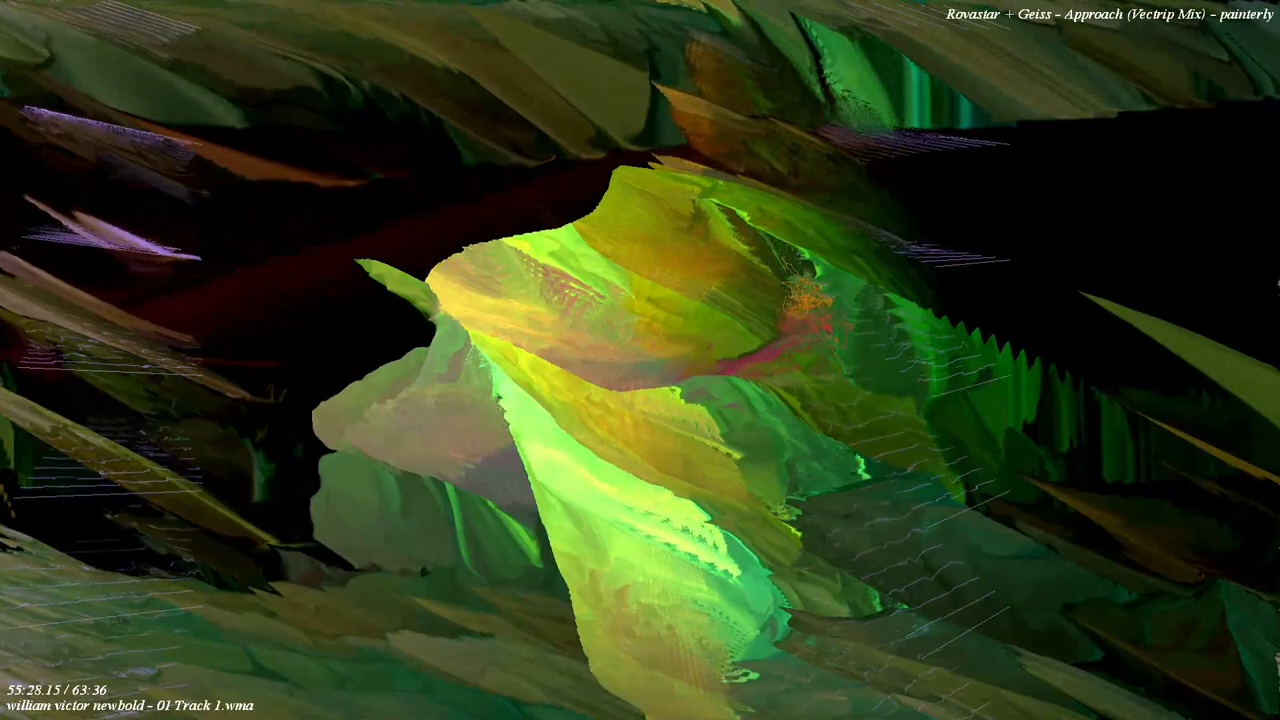 Rovastar + Geiss - Approach (Vectrip Mix) - painterly
55:28.15 / 63:36
william victor newbold - 01 Track 1.wma